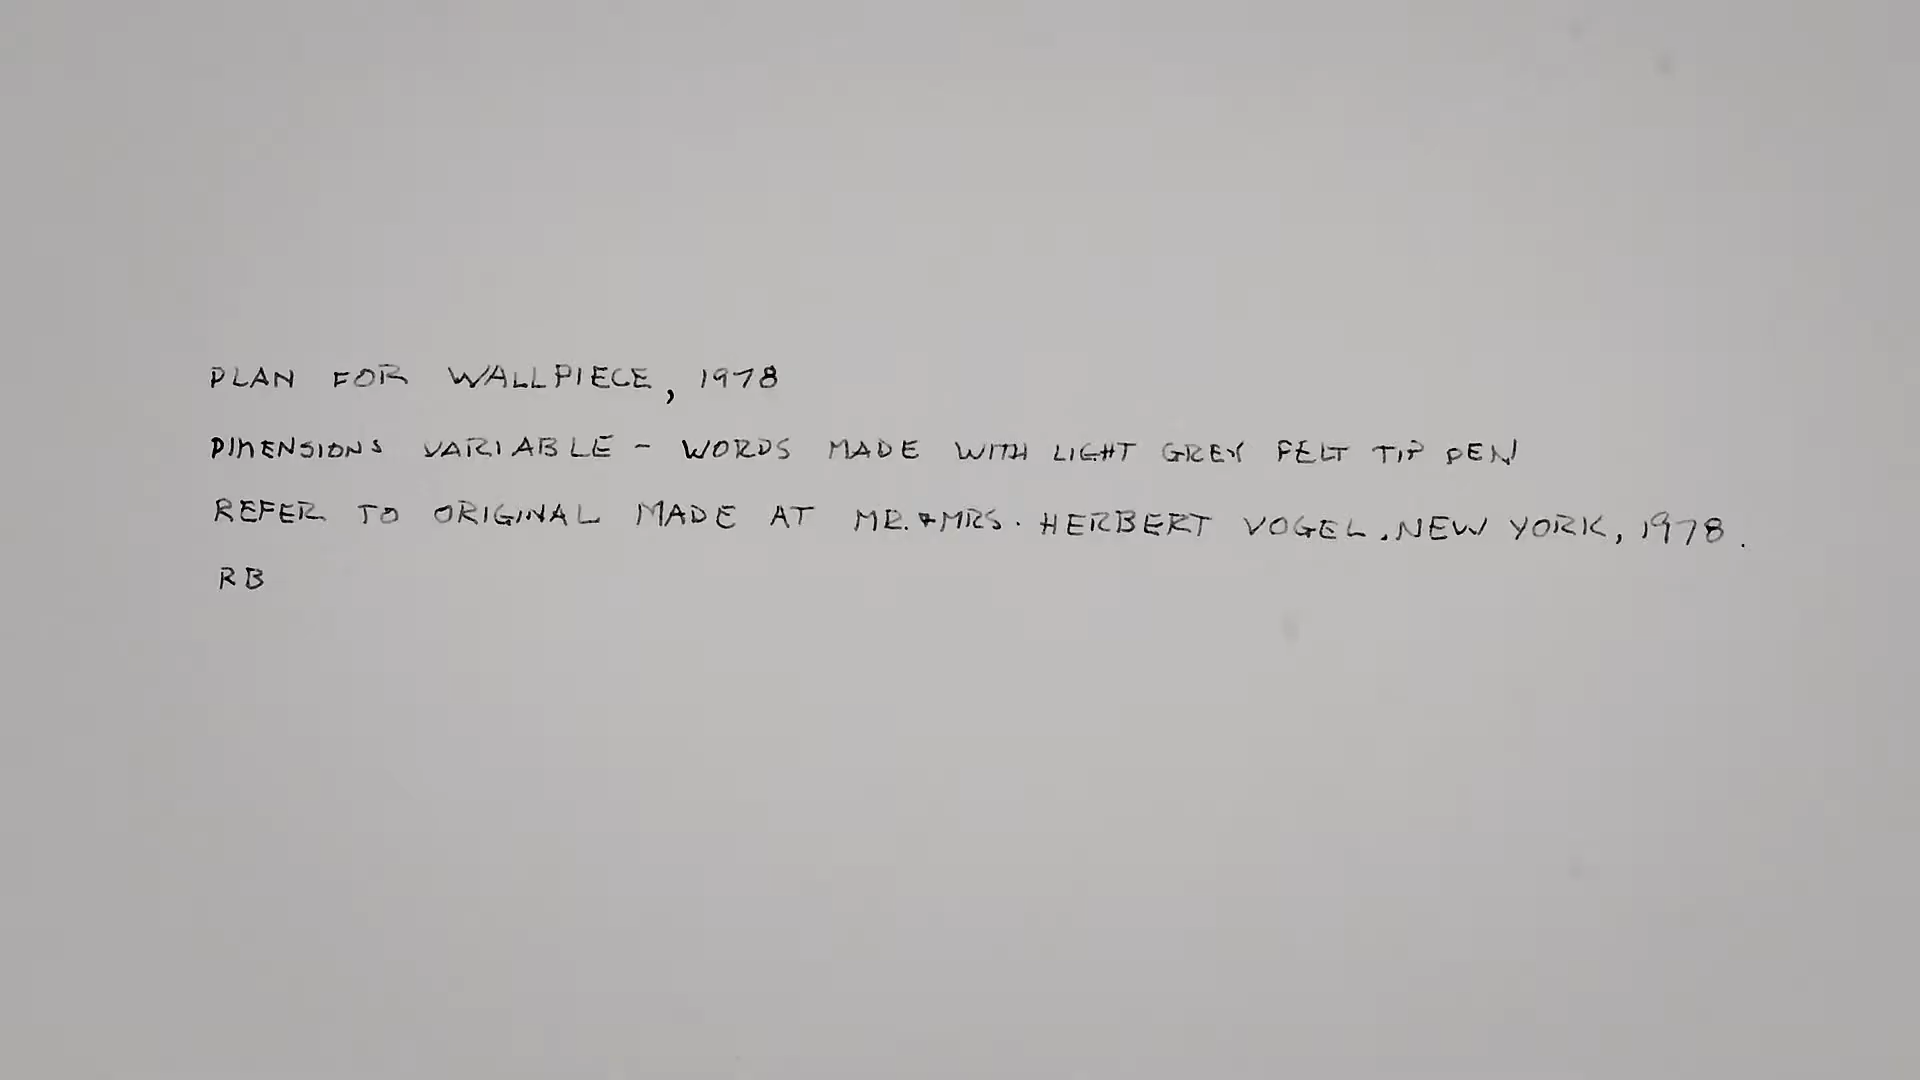 PLAN FOR WALLPIECE, 1978
DIMENSIONS VARIABLE - WORDS MADE WITH LIGHT GREY FELT TIP PEN
REFER TO ORIGINAL MADE AT MR. & MRS. HERBERT VOGEL. NEW YORK, 1978.
RB